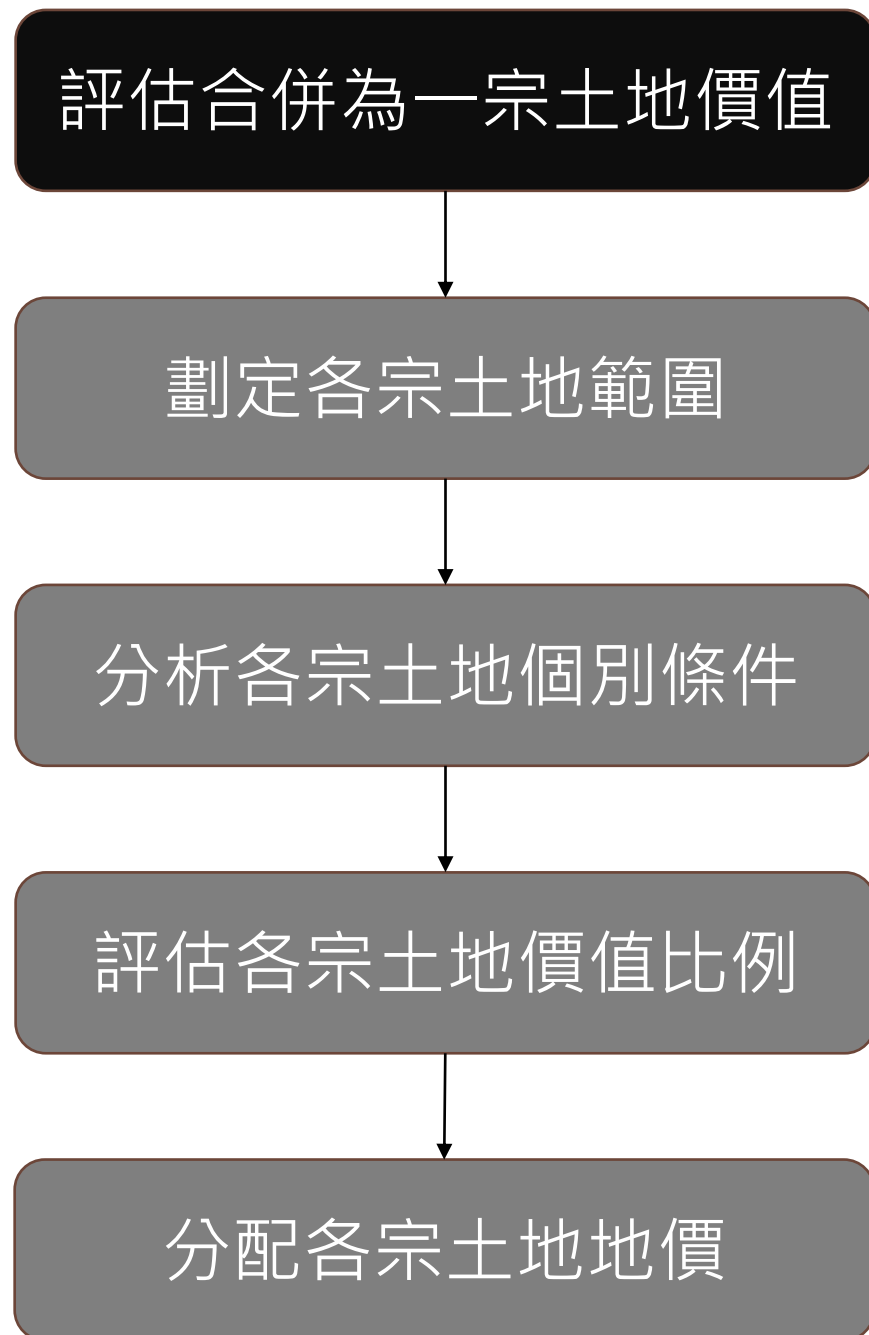 評估合併為一宗土地價值
劃定各宗土地範圍
分析各宗土地個別條件
評估各宗土地價值比例
分配各宗土地地價